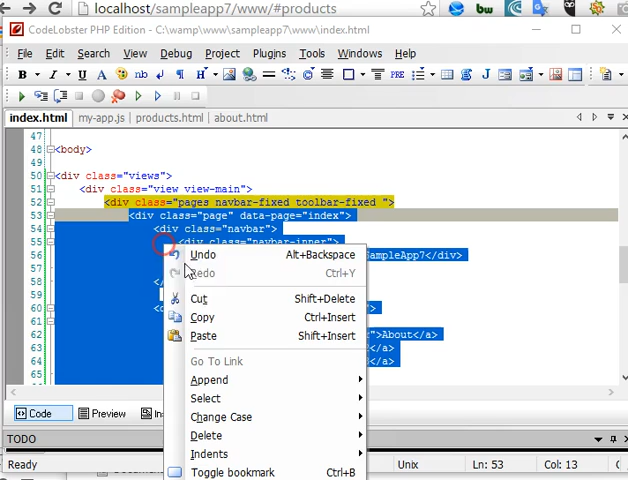 localhost/sampleapp7/www/#products
CodeLobster PHP Edition - C:\wamp\www\sampleapp7\www\index.html
File Edit Search View Debug Project Plugins Tools Window Help
B I U A nb H PRE
index.html my-app.js products.html about.html
47
48 <body>
49
50 <div class="views">
51 <div class="view view-main">
52 <div class="pages navbar-fixed toolbar-fixed ">
53 <div class="page" data-page="index">
54 <div class="navbar">
55 <div class="navbar-inner">
56 SampleApp7</div>
57
58 </
59
60 <
61
62 ">About</a>
63 </a>
64 </a>
65
Undo Alt+Backspace
Redo Ctrl+Y
Cut Shift+Delete
Copy Ctrl+Insert
Paste Shift+Insert
Go To Link
Append
Select
Change Case
Delete
Indents
Toggle bookmark Ctrl+B
Code Preview
TODO
Ready Unix Ln: 53 Col: 13